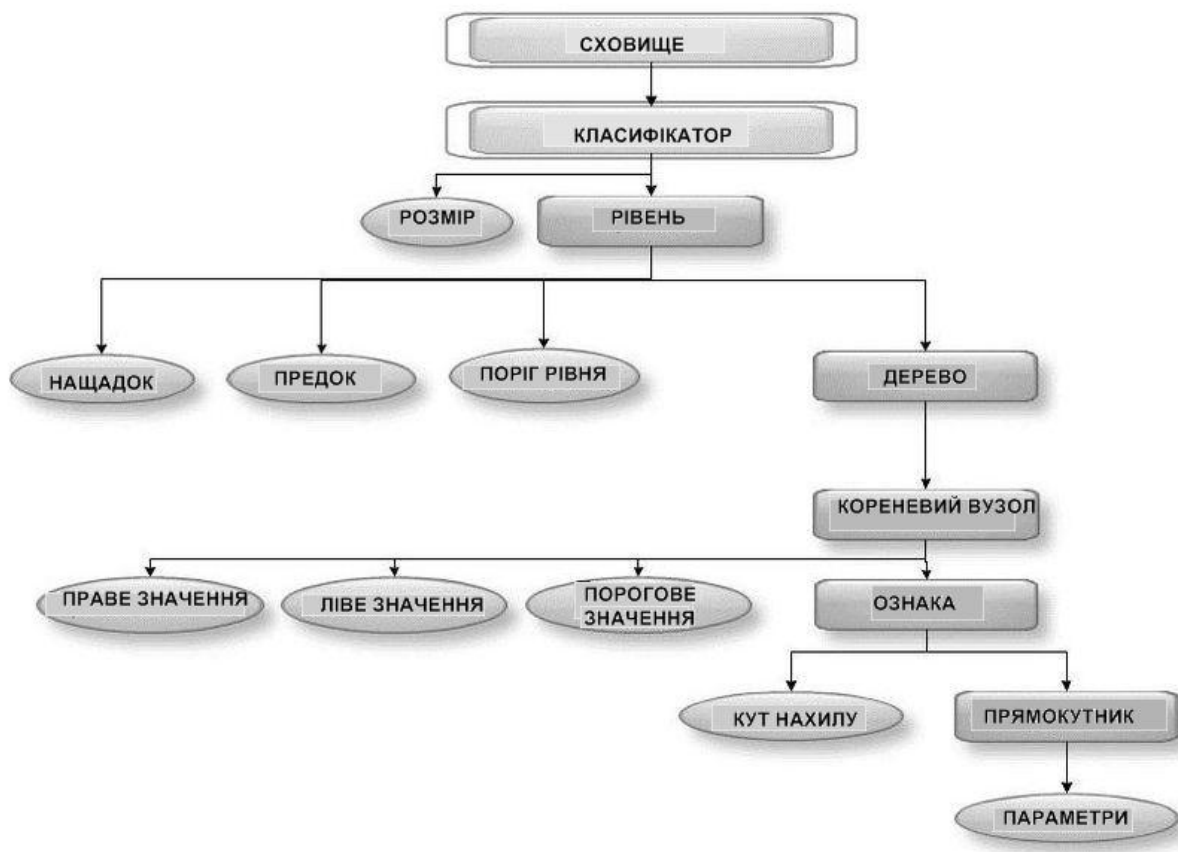 СХОВИЩЕ
КЛАСИФІКАТОР
РОЗМІР
РІВЕНЬ
НАЩАДОК
ПРЕДОК
ПОРІГ РІВНЯ
ДЕРЕВО
КОРЕНЕВИЙ ВУЗОЛ
ПРАВЕ ЗНАЧЕННЯ
ЛІВЕ ЗНАЧЕННЯ
ПОРОГОВЕ
ЗНАЧЕННЯ
ОЗНАКА
КУТ НАХИЛУ
ПРЯМОКУТНИК
ПАРАМЕТРИ